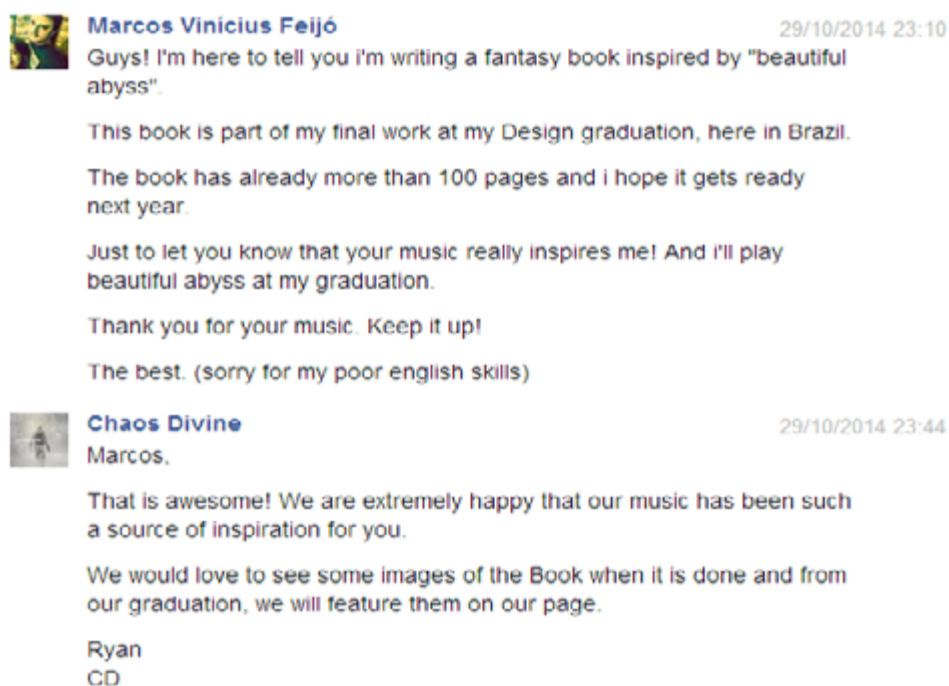 Marcos Vinicius Feijó 29/10/2014 23:10
Guys! I'm here to tell you i'm writing a fantasy book inspired by "beautiful
abyss".
This book is part of my final work at my Design graduation, here in Brazil.
The book has already more than 100 pages and i hope it gets ready
next year.
Just to let you know that your music really inspires me! And i'll play
beautiful abyss at my graduation.
Thank you for your music. Keep it up!
The best. (sorry for my poor english skills)
Chaos Divine 29/10/2014 23:44
Marcos,
That is awesome! We are extremely happy that our music has been such
a source of inspiration for you.
We would love to see some images of the Book when it is done and from
our graduation, we will feature them on our page.
Ryan
CD